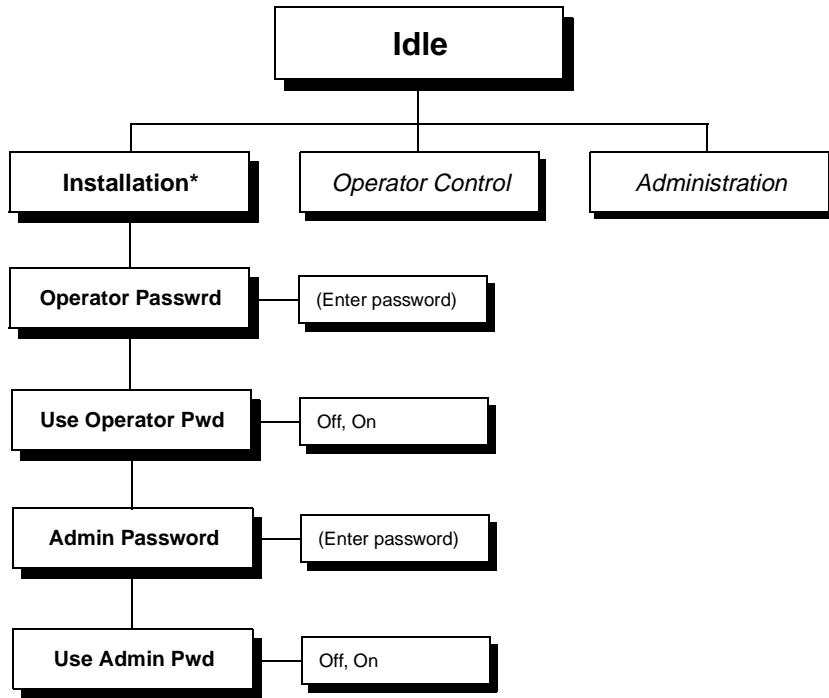 Idle
Installation*
Operator Control
Administration
Operator Passwrd
(Enter password)
Use Operator Pwd
Off, On
Admin Password
(Enter password)
Use Admin Pwd
Off, On